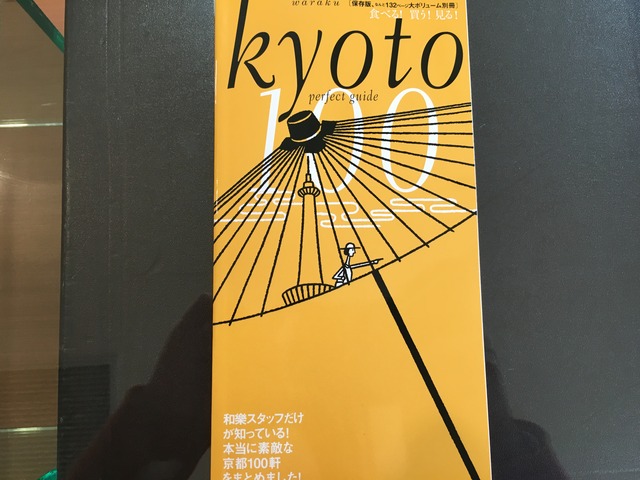 waraku
[保存版、なんと132ページ大ボリューム別冊]
食べる! 買う! 見る!
kyoto
perfect guide
100
和樂スタッフだけ
が知っている!
本当に素敵な
京都100軒
をまとめました!